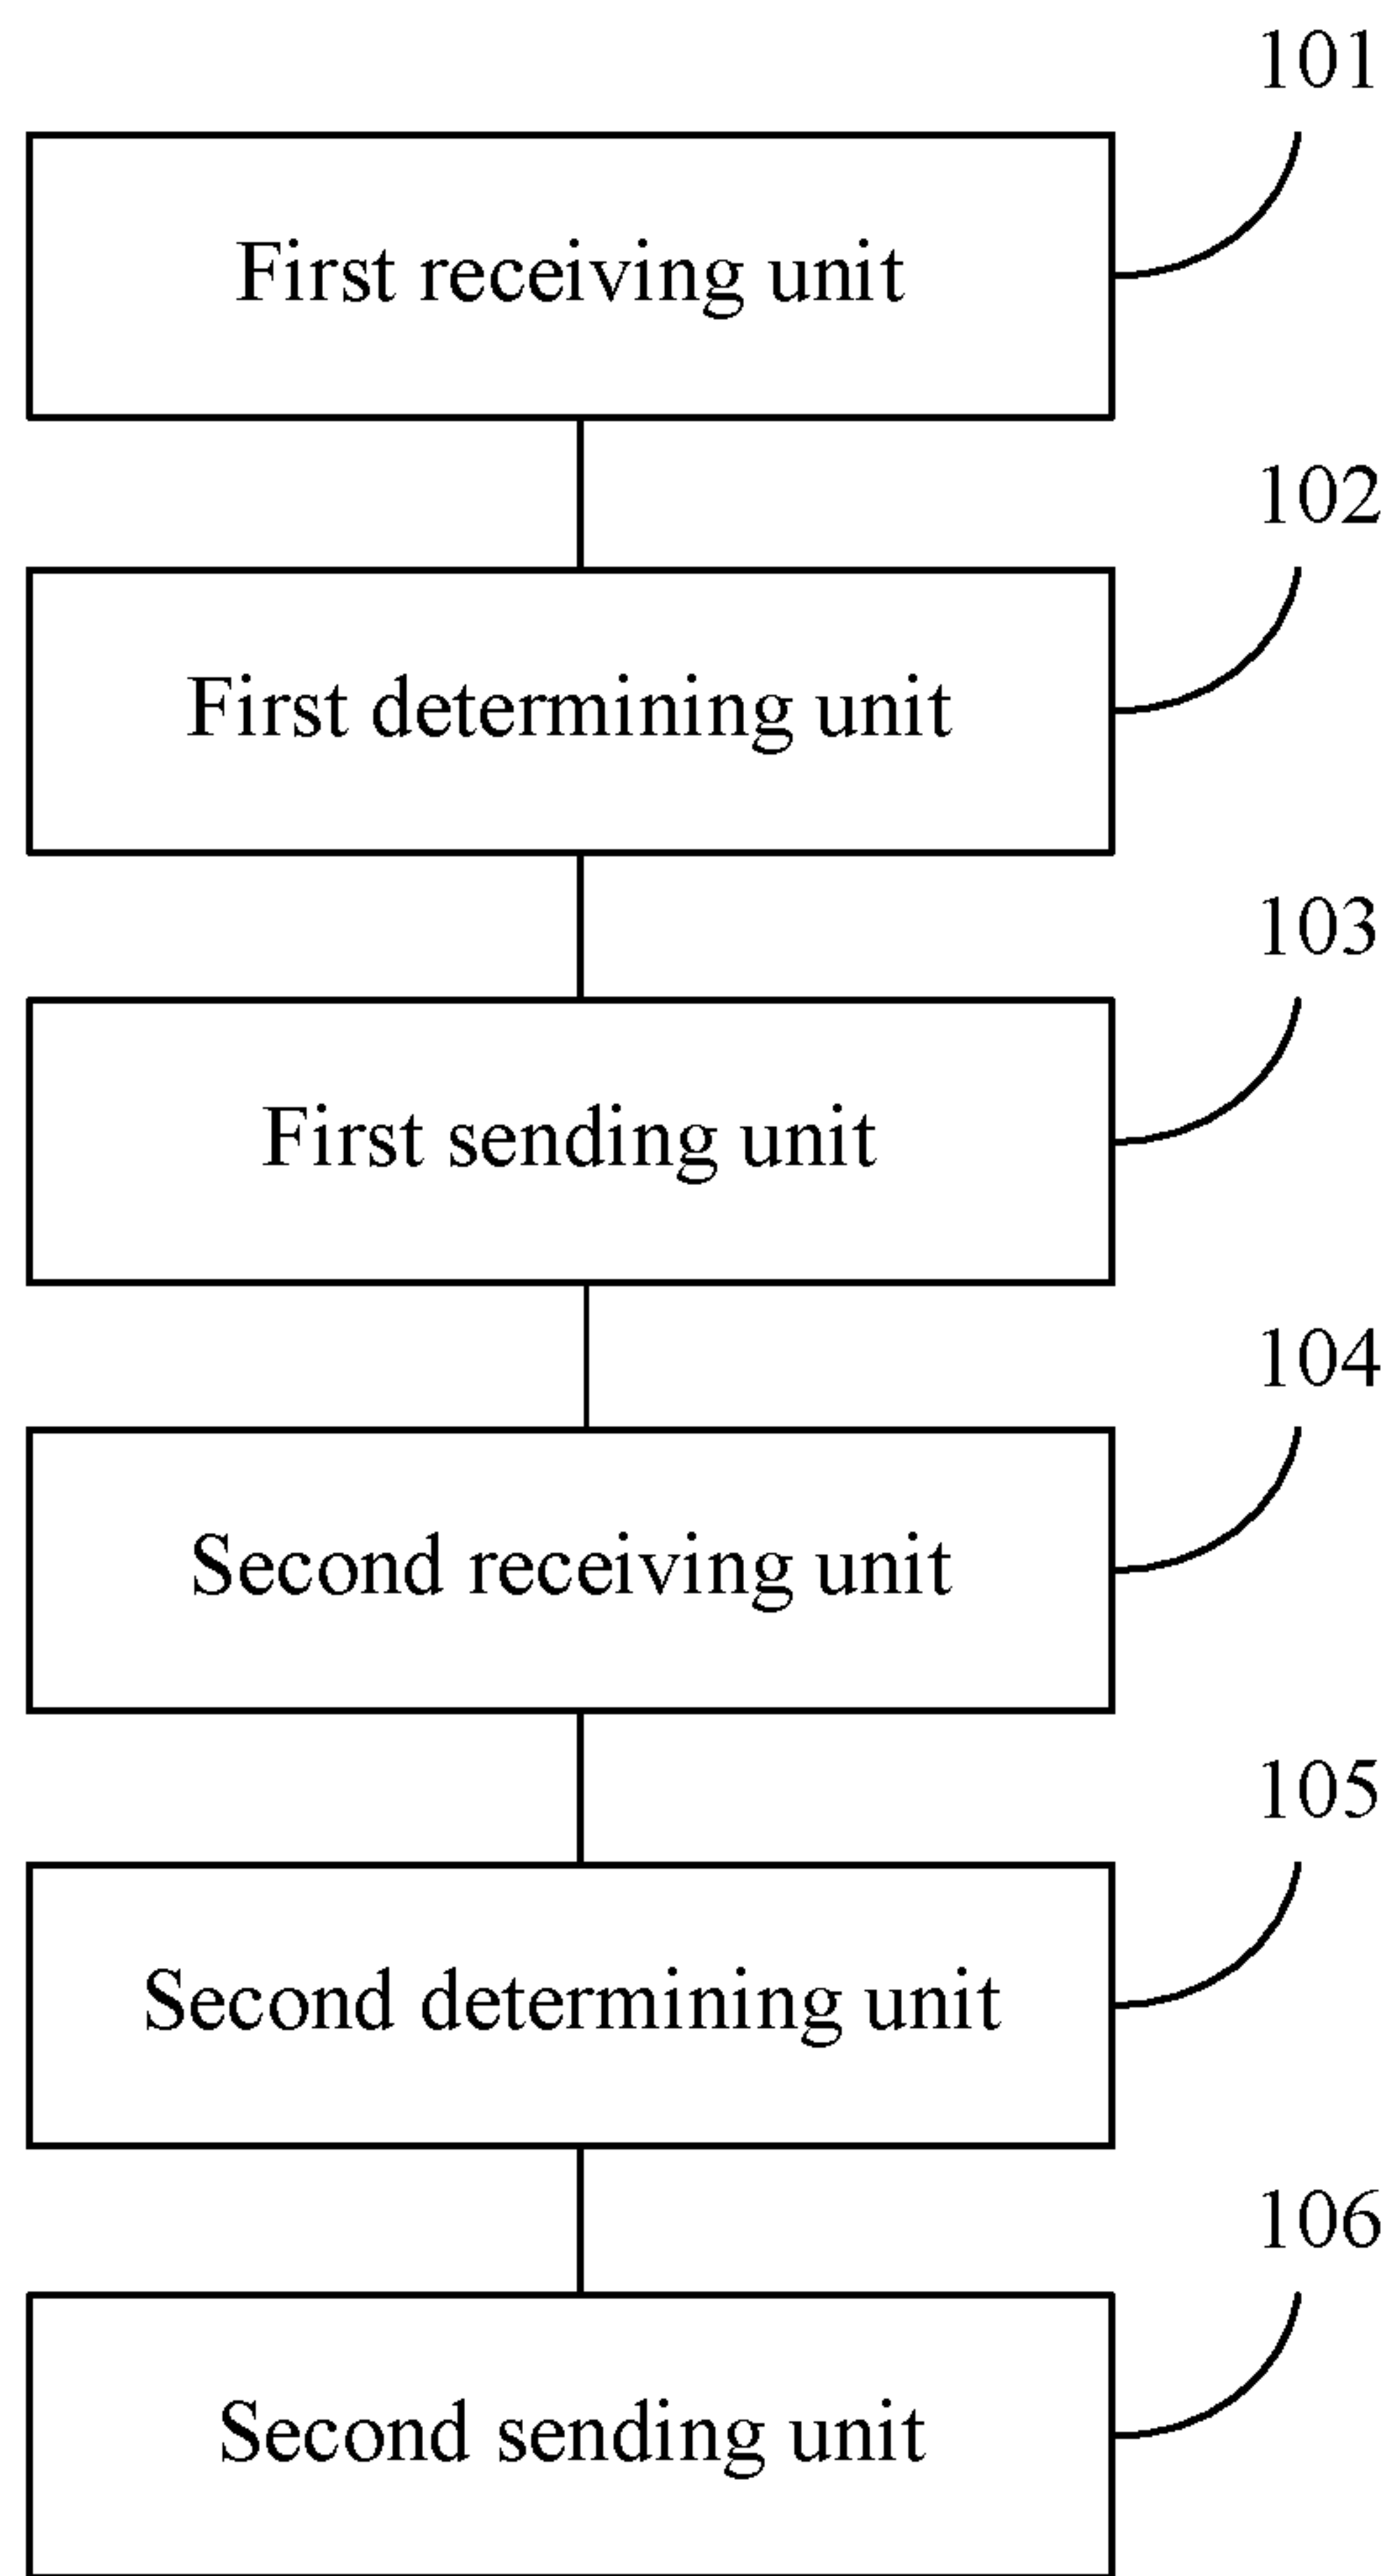 101
First receiving unit
102
First determining unit
103
First sending unit
104
Second receiving unit
105
Second determining unit
106
Second sending unit